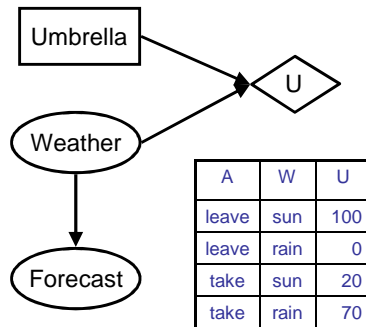 Umbrella
U
Weather
Forecast
A W U
leave sun 100
leave rain 0
take sun 20
take rain 70